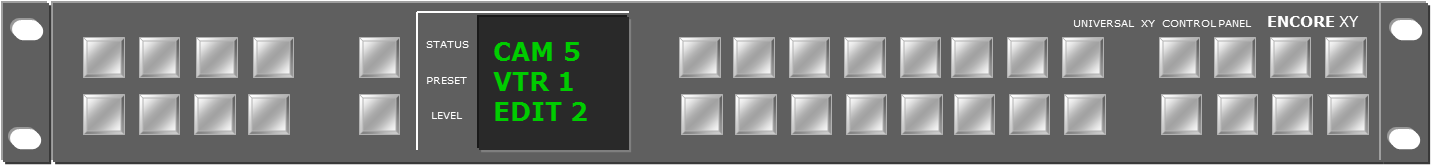 UNIVERSAL XY CONTROL PANEL ENCORE XY
STATUS CAM 5
PRESET VTR 1
LEVEL EDIT 2